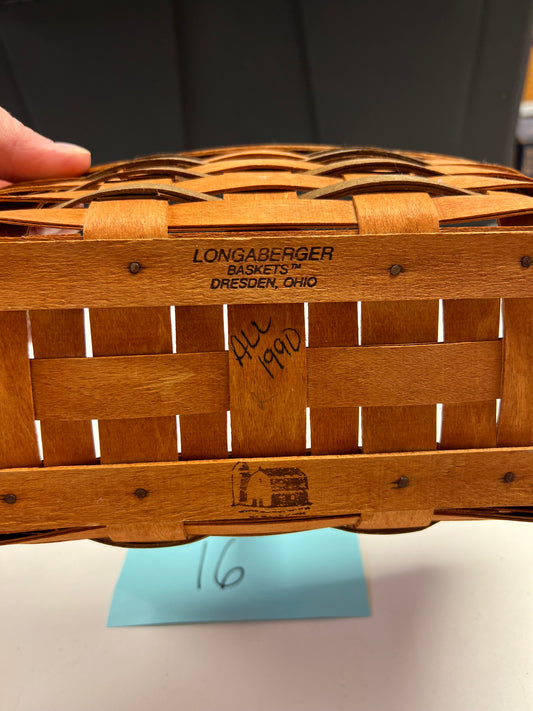 LONGABERGER
BASKETS™
DRESDEN, OHIO
ALL
1990
16